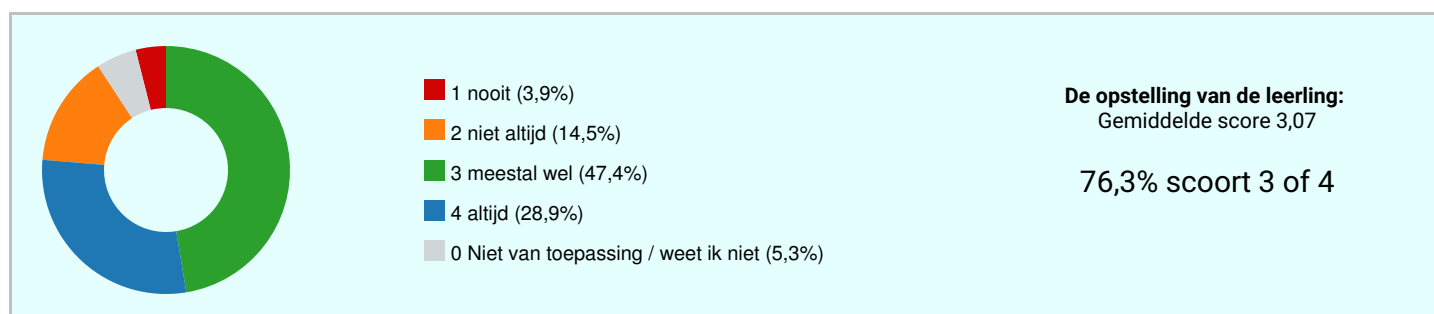 1 nooit (3,9%)
2 niet altijd (14,5%)
3 meestal wel (47,4%)
4 altijd (28,9%)
0 Niet van toepassing / weet ik niet (5,3%)
De opstelling van de leerling:
Gemiddelde score 3,07
76,3% scoort 3 of 4